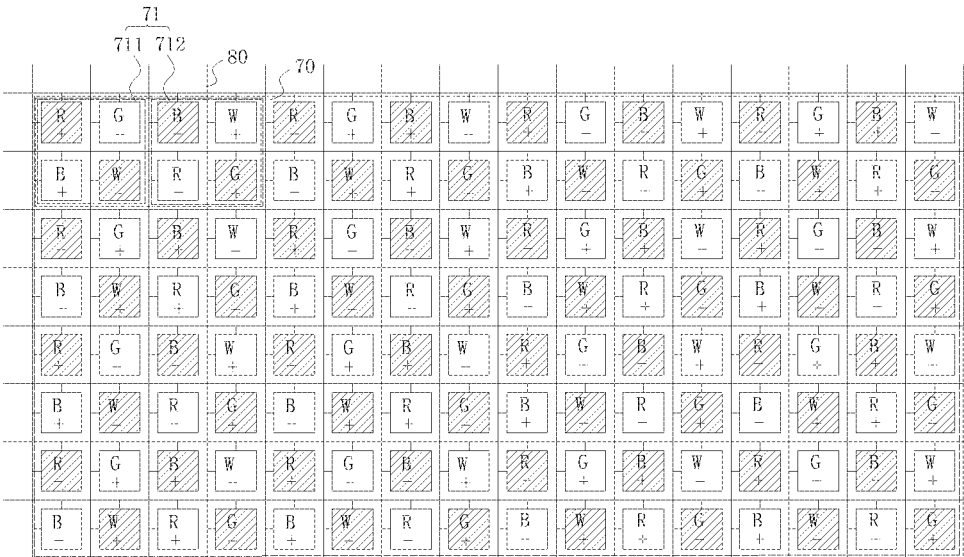 71
711 712 80 70
R G B W R G B W R G B W R G B W
+ -- - + - + + -- + - -- + -- + + -
B W R G B W R G B W R G B W R G
+ - - + - + + - + - -- + -- + + -
R G B W R G B W R G B W R G B W
-- + + - + - -- + - + + -- + -- - +
B W R G B W R G B W R G B W R G
-- + + - + - -- + -- + + - + - - +
R G B W R G B W R G B W R G B W
+ - - + - + + - + -- - + - + + --
B W R G B W R G B W R G B W R G
+ - -- + -- + + - + - - + - + + -
R G B W R G B W R G B W R G B W
- + + -- + - - + -- + + - + - -- +
B W R G B W R G B W R G B W R G
- + + -- + - - + -- + + - + - -- +